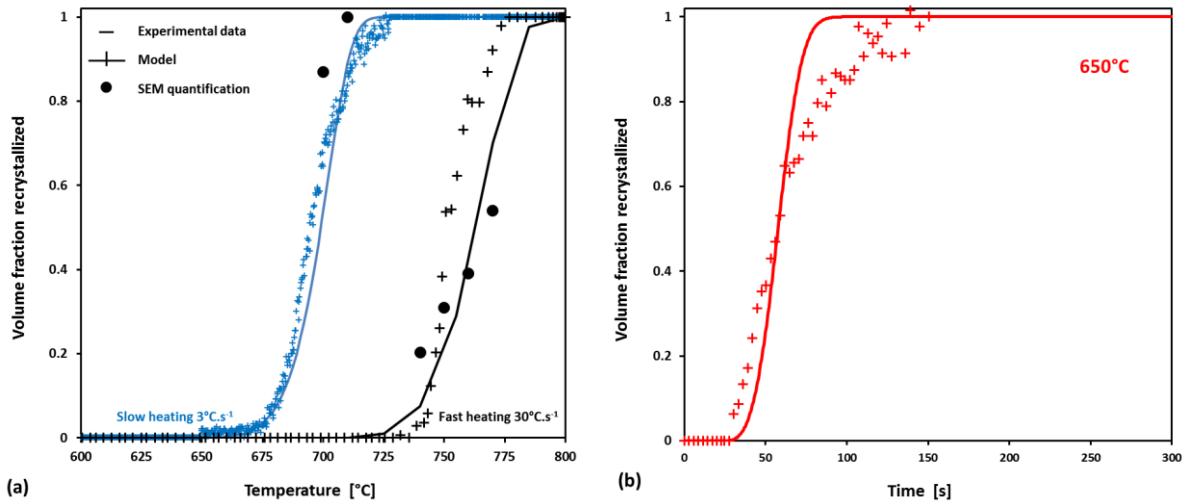 1
Experimental data
Model
SEM quantification
0.8
0.6
0.4
0.2
0
Volume fraction recrystallized
Slow heating 3°C.s-1
Fast heating 30°C.s-1
600 625 650 675 700 725 750 775 800
Temperature [°C]
(a)
1
0.8
0.6
0.4
0.2
0
Volume fraction recrystallized
650°C
0 50 100 150 200 250 300
Time [s]
(b)